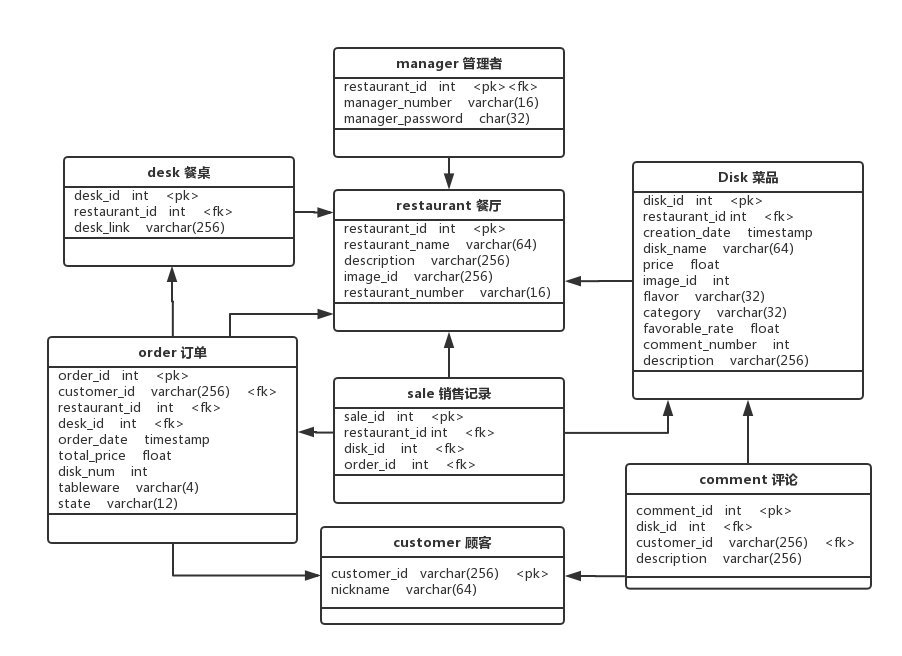 manager 管理者
restaurant_id int <pk><fk>
manager_number varchar(16)
manager_password char(32)
desk 餐桌
desk_id int <pk>
restaurant_id int <fk>
desk_link varchar(256)
restaurant 餐厅
restaurant_id int <pk>
restaurant_name varchar(64)
description varchar(256)
image_id varchar(256)
restaurant_number varchar(16)
Disk 菜品
disk_id int <pk>
restaurant_id int <fk>
creation_date timestamp
disk_name varchar(64)
price float
image_id int
flavor varchar(32)
category varchar(32)
favorable_rate float
comment_number int
description varchar(256)
order 订单
order_id int <pk>
customer_id varchar(256) <fk>
restaurant_id int <fk>
desk_id int <fk>
order_date timestamp
total_price float
disk_num int
tableware varchar(4)
state varchar(12)
sale 销售记录
sale_id int <pk>
restaurant_id int <fk>
disk_id int <fk>
order_id int <fk>
comment 评论
comment_id int <pk>
disk_id int <fk>
customer_id varchar(256) <fk>
description varchar(256)
customer 顾客
customer_id varchar(256) <pk>
nickname varchar(64)